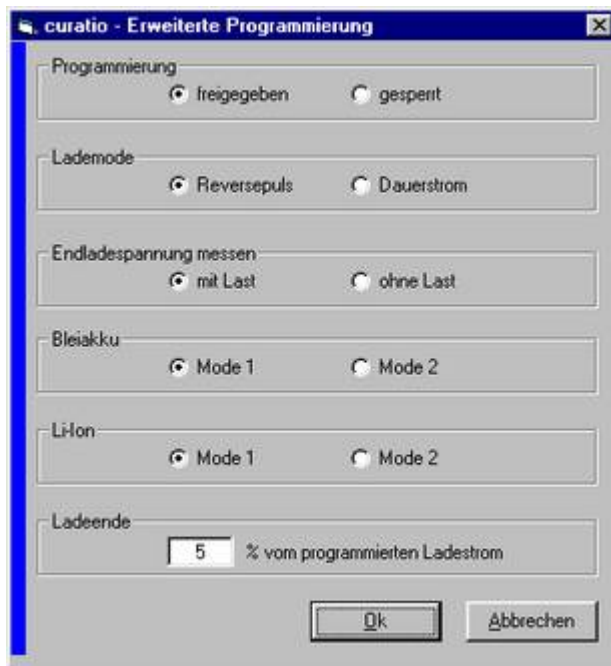 curatio - Erweiterte Programmierung
Programmierung
freigegeben gesperrt
Lademode
Reversepuls Dauerstrom
Endladespannung messen
mit Last ohne Last
Bleiakku
Mode 1 Mode 2
Li-Ion
Mode 1 Mode 2
Ladeende
5 % vom programmierten Ladestrom
Ok Abbrechen